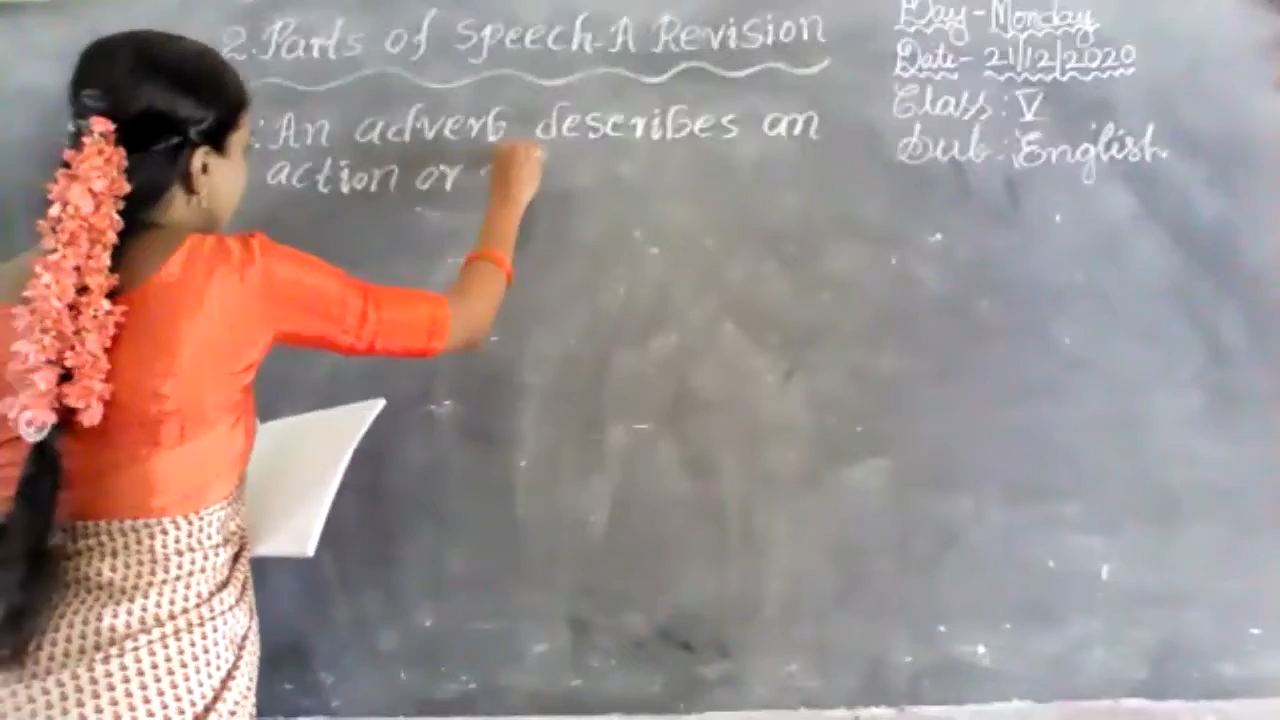 2. Parts of Speech-A Revision
: An adverb describes an
action or
Day-Monday
Date-21/12/2020
Class: V
Sub: English